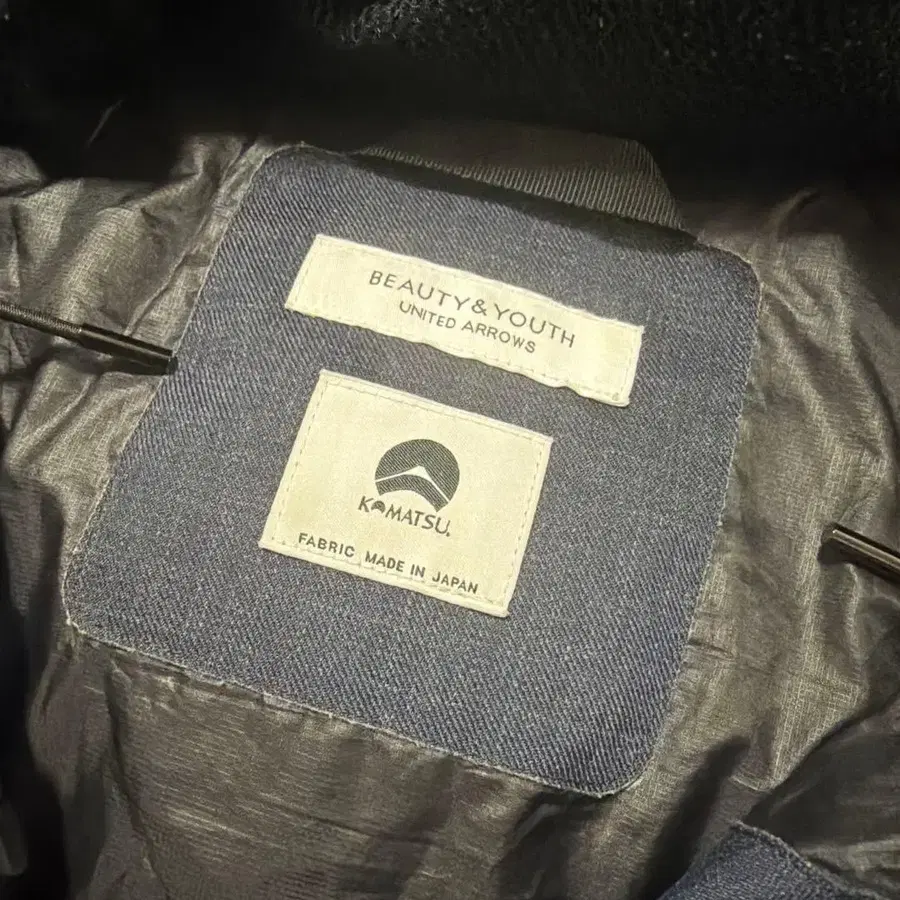 BEAUTY&YOUTH
UNITED ARROWS
KOMATSU.
FABRIC MADE IN JAPAN